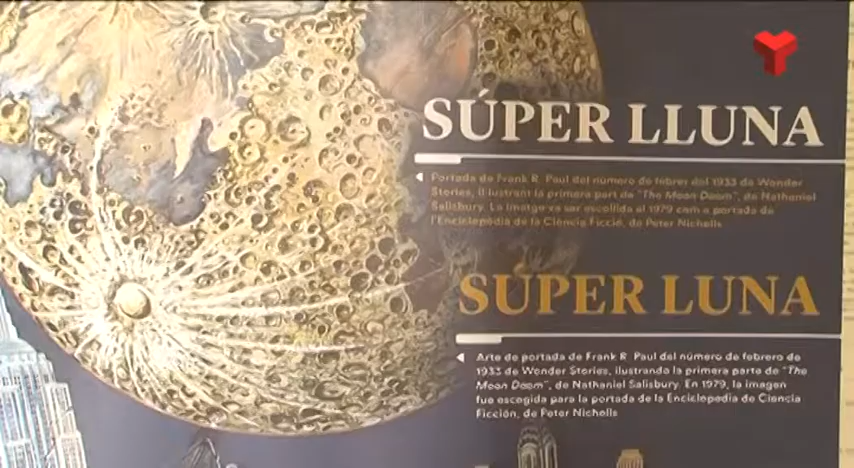 SÚPER LLUNA
Portada de Frank R. Paul del número de febrer del 1933 de Wonder
Stories, il·lustrant la primera part de "The Moon Doom", de Nathaniel
Salisbury. La imatge va ser escollida al 1979 com a portada de
l'Enciclopèdia de la Ciència Ficció, de Peter Nicholls
SÚPER LUNA
Arte de portada de Frank R. Paul del número de febrero de
1933 de Wonder Stories, ilustrando la primera parte de "The
Moon Doom", de Nathaniel Salisbury. En 1979, la imagen
fue escogida para la portada de la Enciclopedia de Ciencia
Ficción, de Peter Nicholls